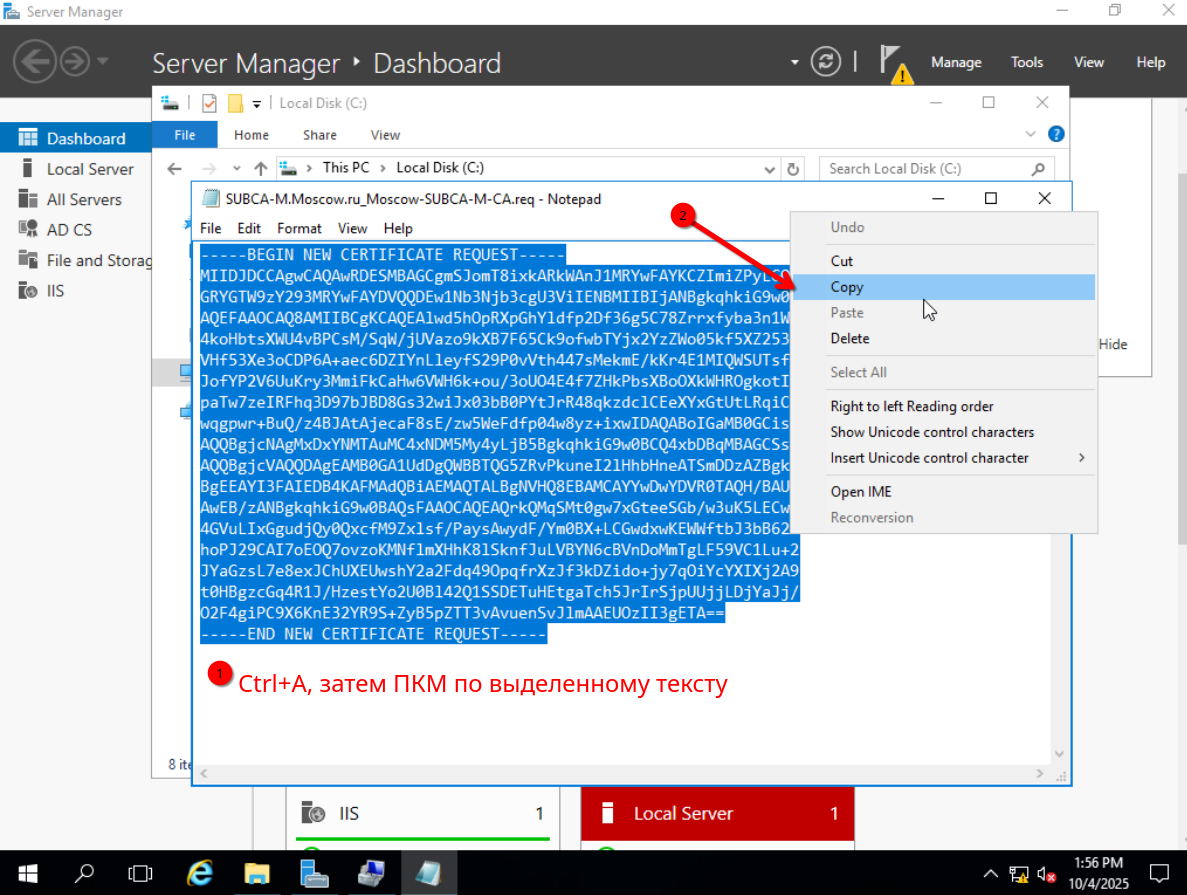 Server Manager
Server Manager ‣ Dashboard
Manage Tools View Help
Local Disk (C:)
File Home Share View
This PC > Local Disk (C:)
Search Local Disk (C:)
Dashboard
Local Server
All Servers
AD CS
File and Storag
IIS
SUBCA-M.Moscow.ru_Moscow-SUBCA-M-CA.req - Notepad
File Edit Format View Help
-----BEGIN NEW CERTIFICATE REQUEST-----
MIIDJDCCAgwCAQAwRDESMBAGCgmSJomT8ixkARkWAnJ1MRYwFAYKCZImiZPyLGQ
GRYGTW9zY293MRYwFAYDVQQDEw1Nb3Njb3cgU3ViIENBMIIBIjANBgkqhkiG9w0
AQEFAAOCAQ8AMIIBCgKCAQEAlwd5hOpRXpGhYldfp2Df36g5C78Zrrxfyba3n1W
4koHbtsXWU4vBPCsM/SqW/jUVazo9kXB7F65Ck9ofwbTYjx2YzZWo05kf5XZ253
VHf53Xe3oCDP6A+aec6DZIYnLleyfS29P0vVth447sMekmE/kKr4E1MIQWSUTsf
JofYP2V6UuKry3MmiFkCaHw6VWH6k+ou/3oUO4E4f7ZHkPbsXBoOXkWHROgkotI
paTw7zeIRFhq3D97bJBD8Gs32wiJx03bB0PYtJrR48qkzdclCEeXYxGtUtLRqiC
wqgpwr+BuQ/z4BJAtAjecaF8sE/zw5WeFdfp04w8yz+ixwIDAQABoIGaMB0GCis
AQQBgjcNAgMxDxYNMTAuMC4xNDM5My4yLjB5BgkqhkiG9w0BCQ4xbDBqMBAGCSs
AQQBgjcVAQQDAgEAMB0GA1UdDgQWBBTQG5ZRvPkuneI2lHhbHneATSmDDzAZBgk
BgEEAYI3FAIEDB4KAFMAdQBiAEMAQTALBgNVHQ8EBAMCAYYwDwYDVR0TAQH/BAU
AwEB/zANBgkqhkiG9w0BAQsFAAOCAQEAQrkQMqSMt0gw7xGteeSGb/w3uK5LECw
4GVuLIxGgudjQy0QxcfM9Zxlsf/PaysAwydF/Ym0BX+LCGwdxwKEWWftbJ3bB62
hoPJ29CAI7oEOQ7ovzoKMNflmXHhK8lSknfJuLVBYN6cBVnDoMmTgLF59VC1Lu+2
JYaGzsL7e8exJChUXEUwshY2a2Fdq49OpqfrXzJf3kDZido+jy7qOiYcYXIXj2A9
t0HBgzcGq4R1J/HzestYo2U0Bl42Q1SSDETuHEtgaTch5JrIrSjpUUjjLDjYaJj/
O2F4giPC9X6KnE32YR9S+ZyB5pZTT3vAvuenSvJlmAAEUOzII3gETA==
-----END NEW CERTIFICATE REQUEST-----
1
Ctrl+A, затем ПКМ по выделенному тексту
2
Undo
Cut
Copy
Paste
Delete
Select All
Right to left Reading order
Show Unicode control characters
Insert Unicode control character
Open IME
Reconversion
Hide
8 ite
IIS 1
Local Server 1
1:56 PM
10/4/2025